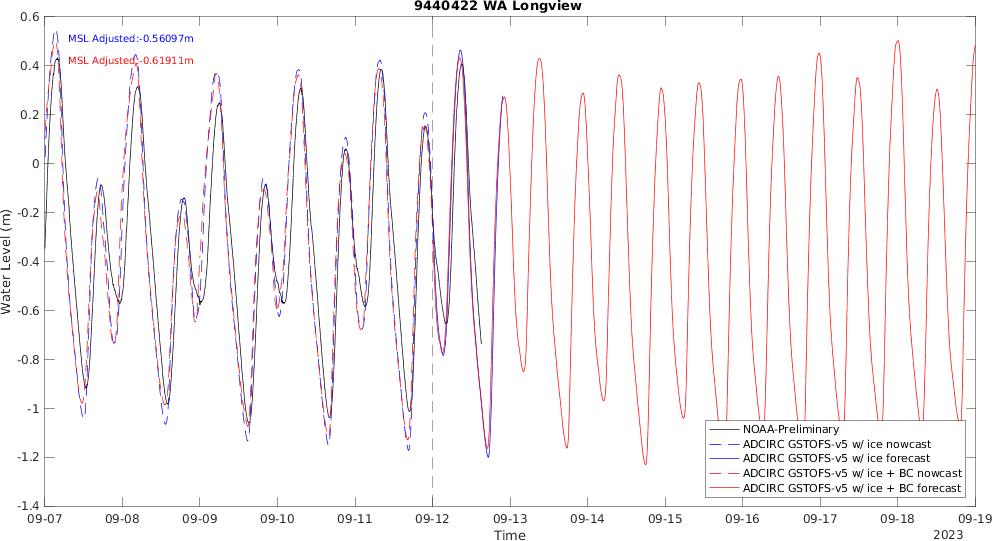 9440422 WA Longview
0.6
MSL Adjusted:-0.56097m
0.4
MSL Adjusted:-0.61911m
0.2
0
-0.2
-0.4
-0.6
-0.8
-1
-1.2
-1.4
Water Level (m)
NOAA-Preliminary
ADCIRC GSTOFS-v5 w/ ice nowcast
ADCIRC GSTOFS-v5 w/ ice forecast
ADCIRC GSTOFS-v5 w/ ice + BC nowcast
ADCIRC GSTOFS-v5 w/ ice + BC forecast
09-07 09-08 09-09 09-10 09-11 09-12 09-13 09-14 09-15 09-16 09-17 09-18 09-19
Time
2023